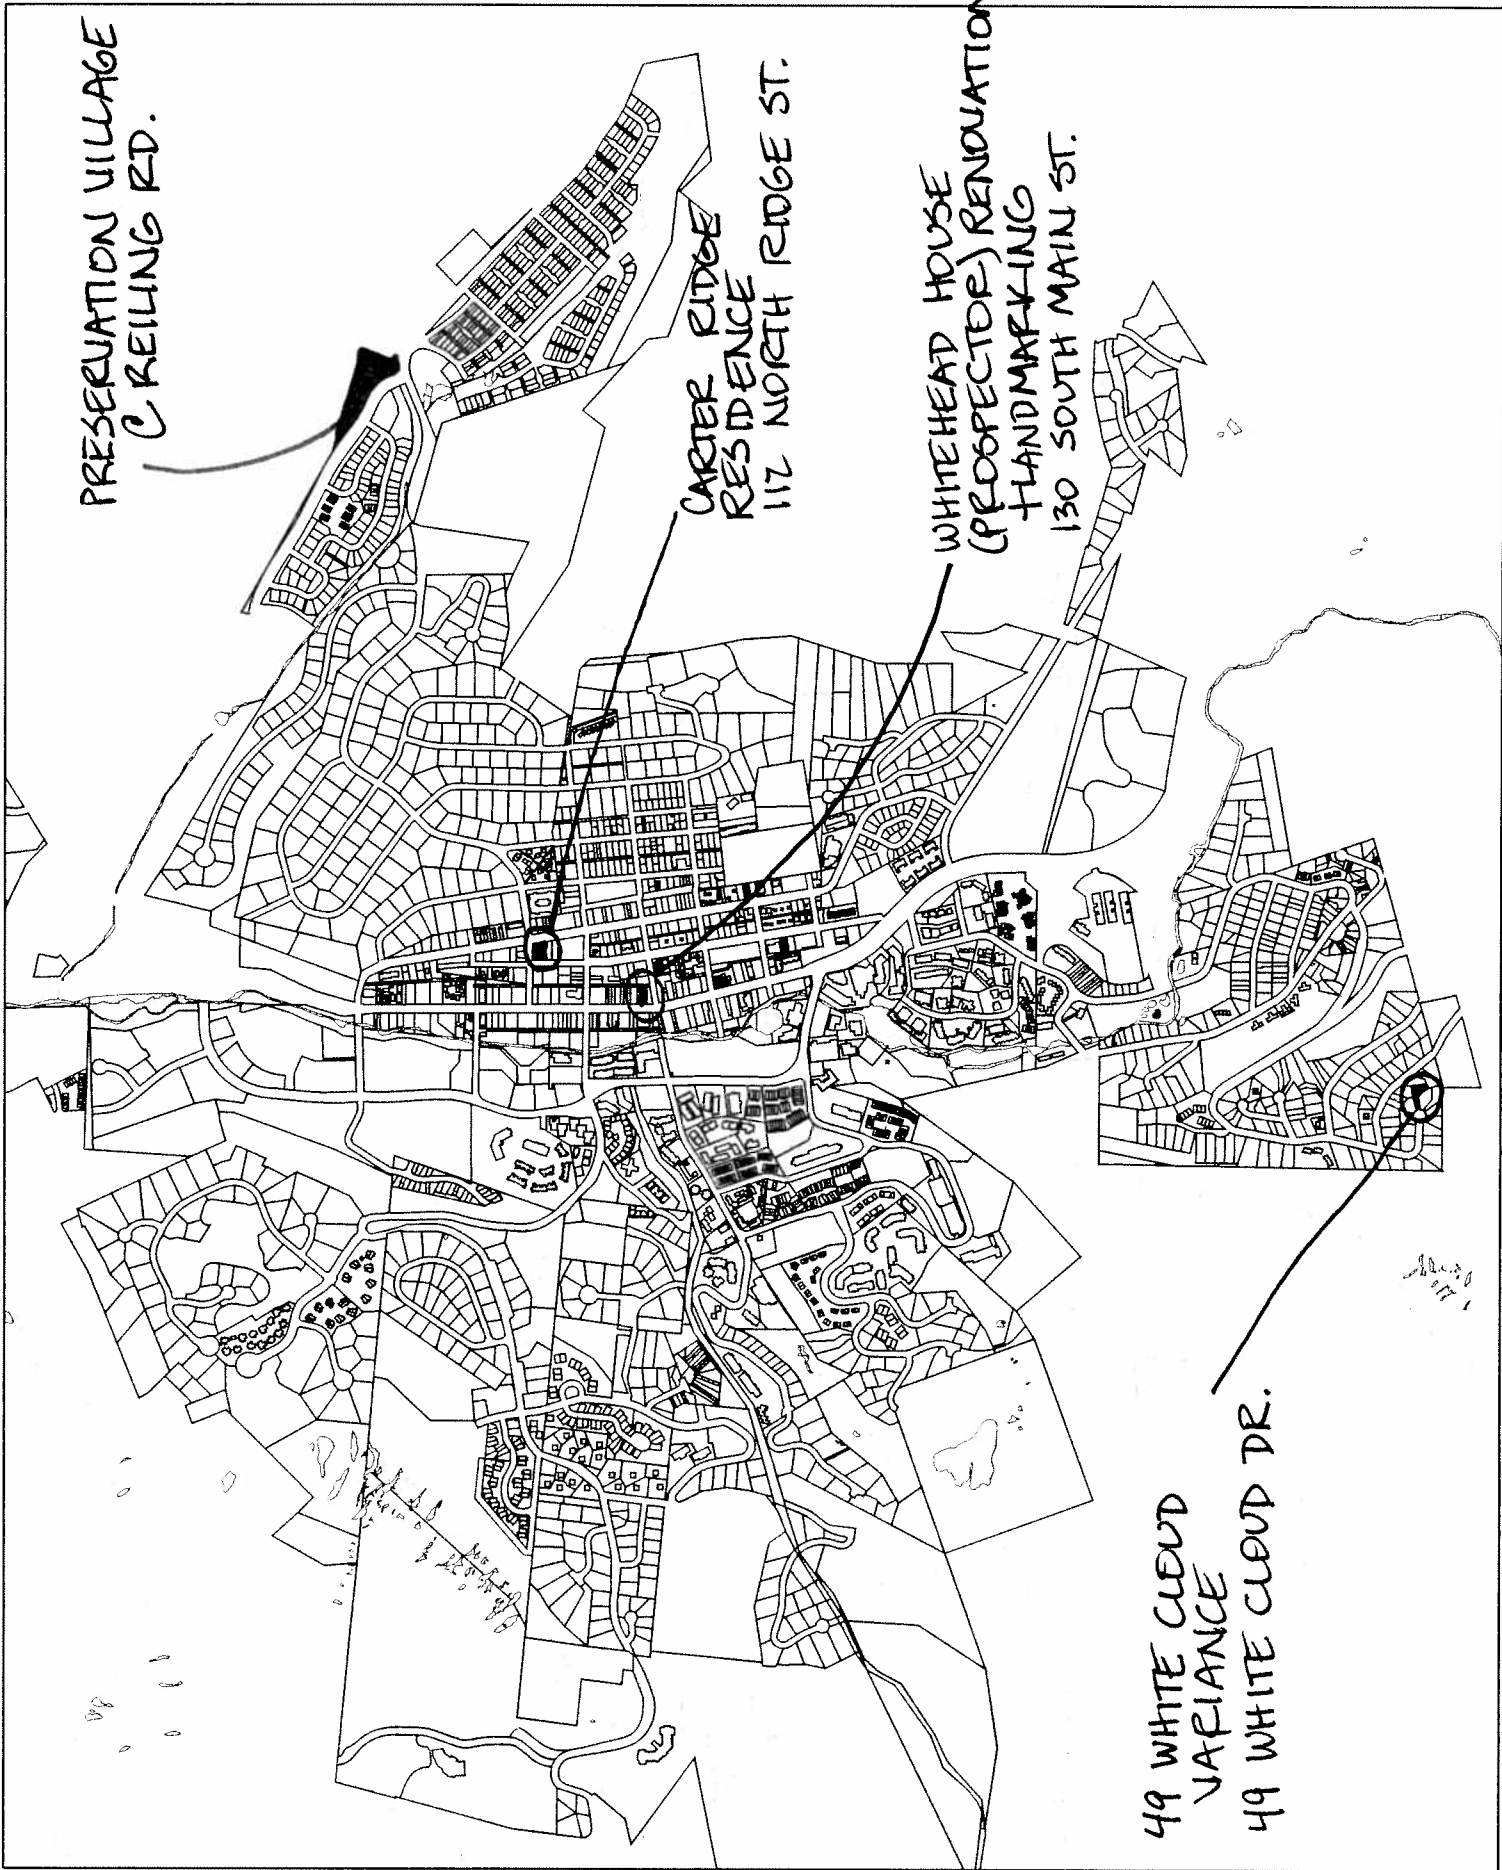 PRESERVATION VILLAGE
C REILING RD.
CARTER RIDGE
RESIDENCE
112 NORTH RIDGE ST.
WHITEHEAD HOUSE
(PROSPECTOR) RENOVATION
+LANDMARKING
130 SOUTH MAIN ST.
49 WHITE CLOUD
VARIANCE
49 WHITE CLOUD DR.